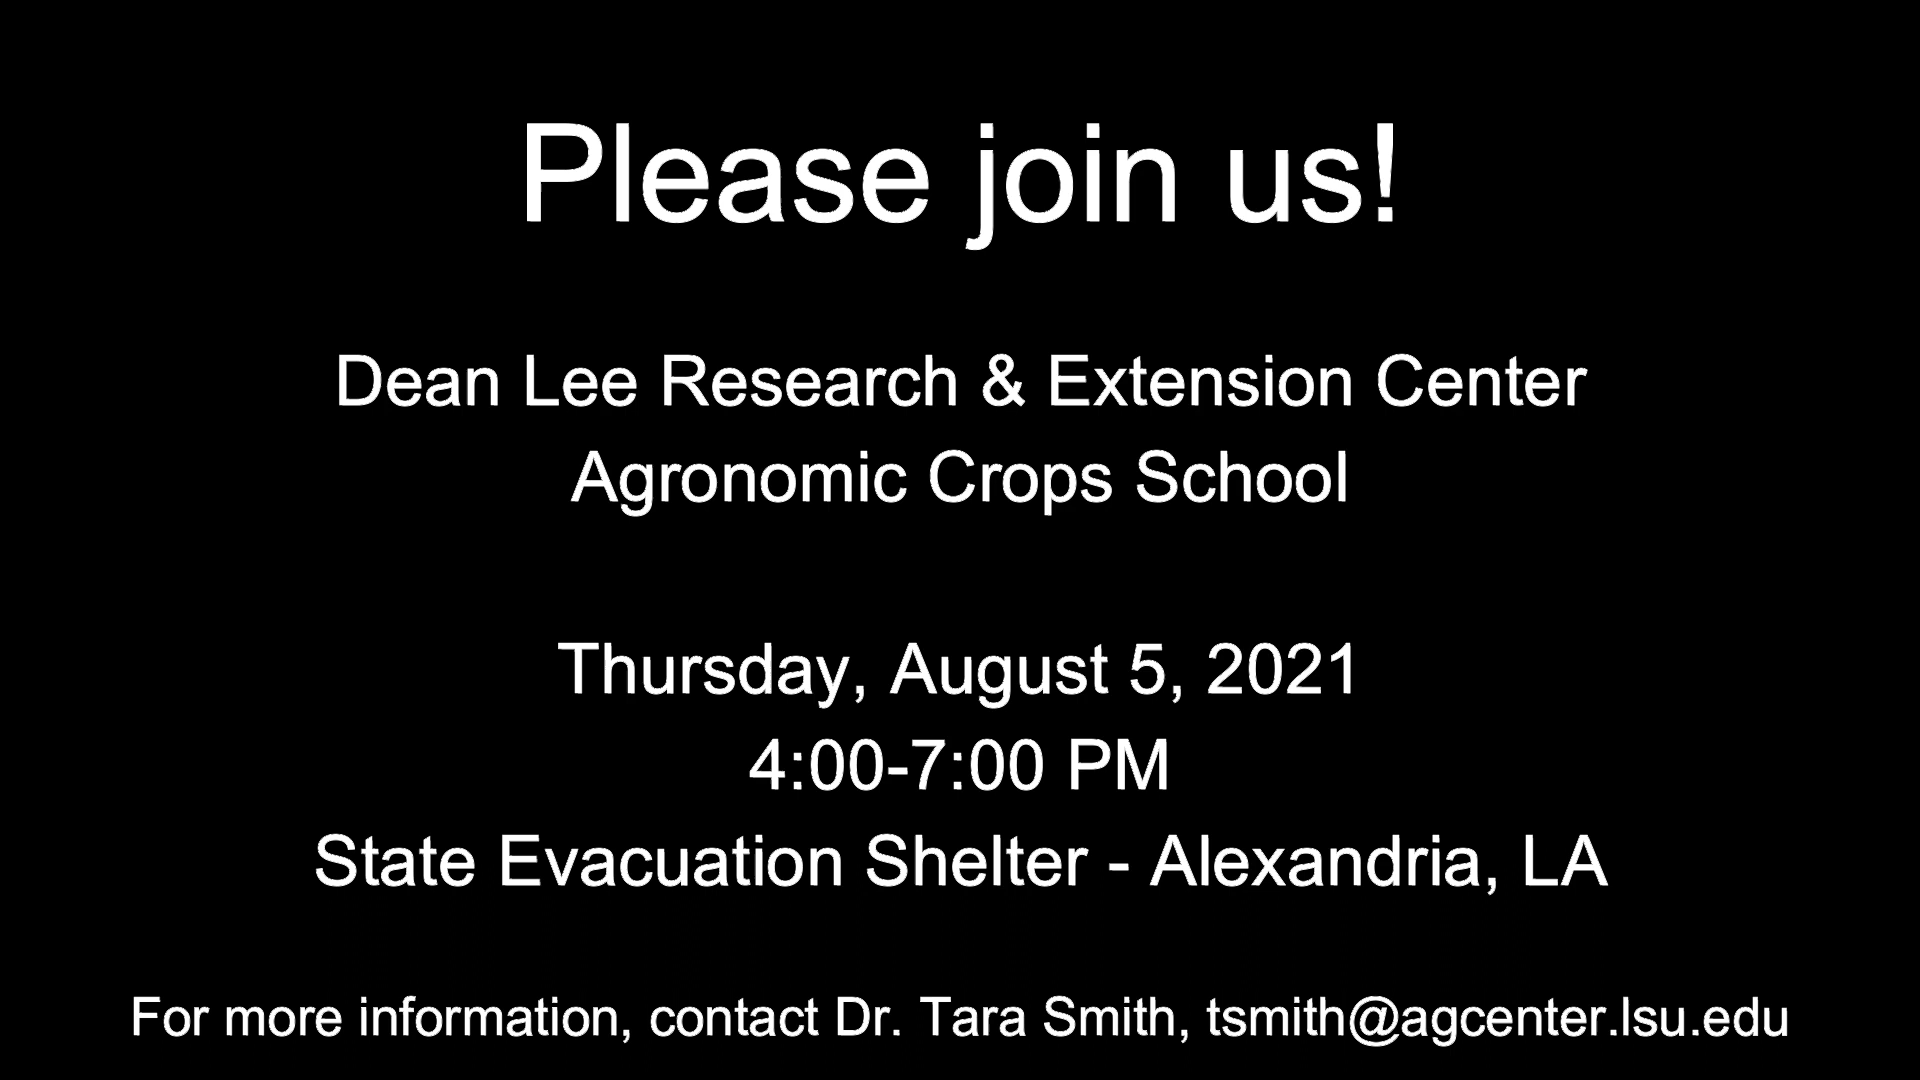 Please join us!
Dean Lee Research & Extension Center
Agronomic Crops School
Thursday, August 5, 2021
4:00-7:00 PM
State Evacuation Shelter - Alexandria, LA
For more information, contact Dr. Tara Smith, tsmith@agcenter.lsu.edu